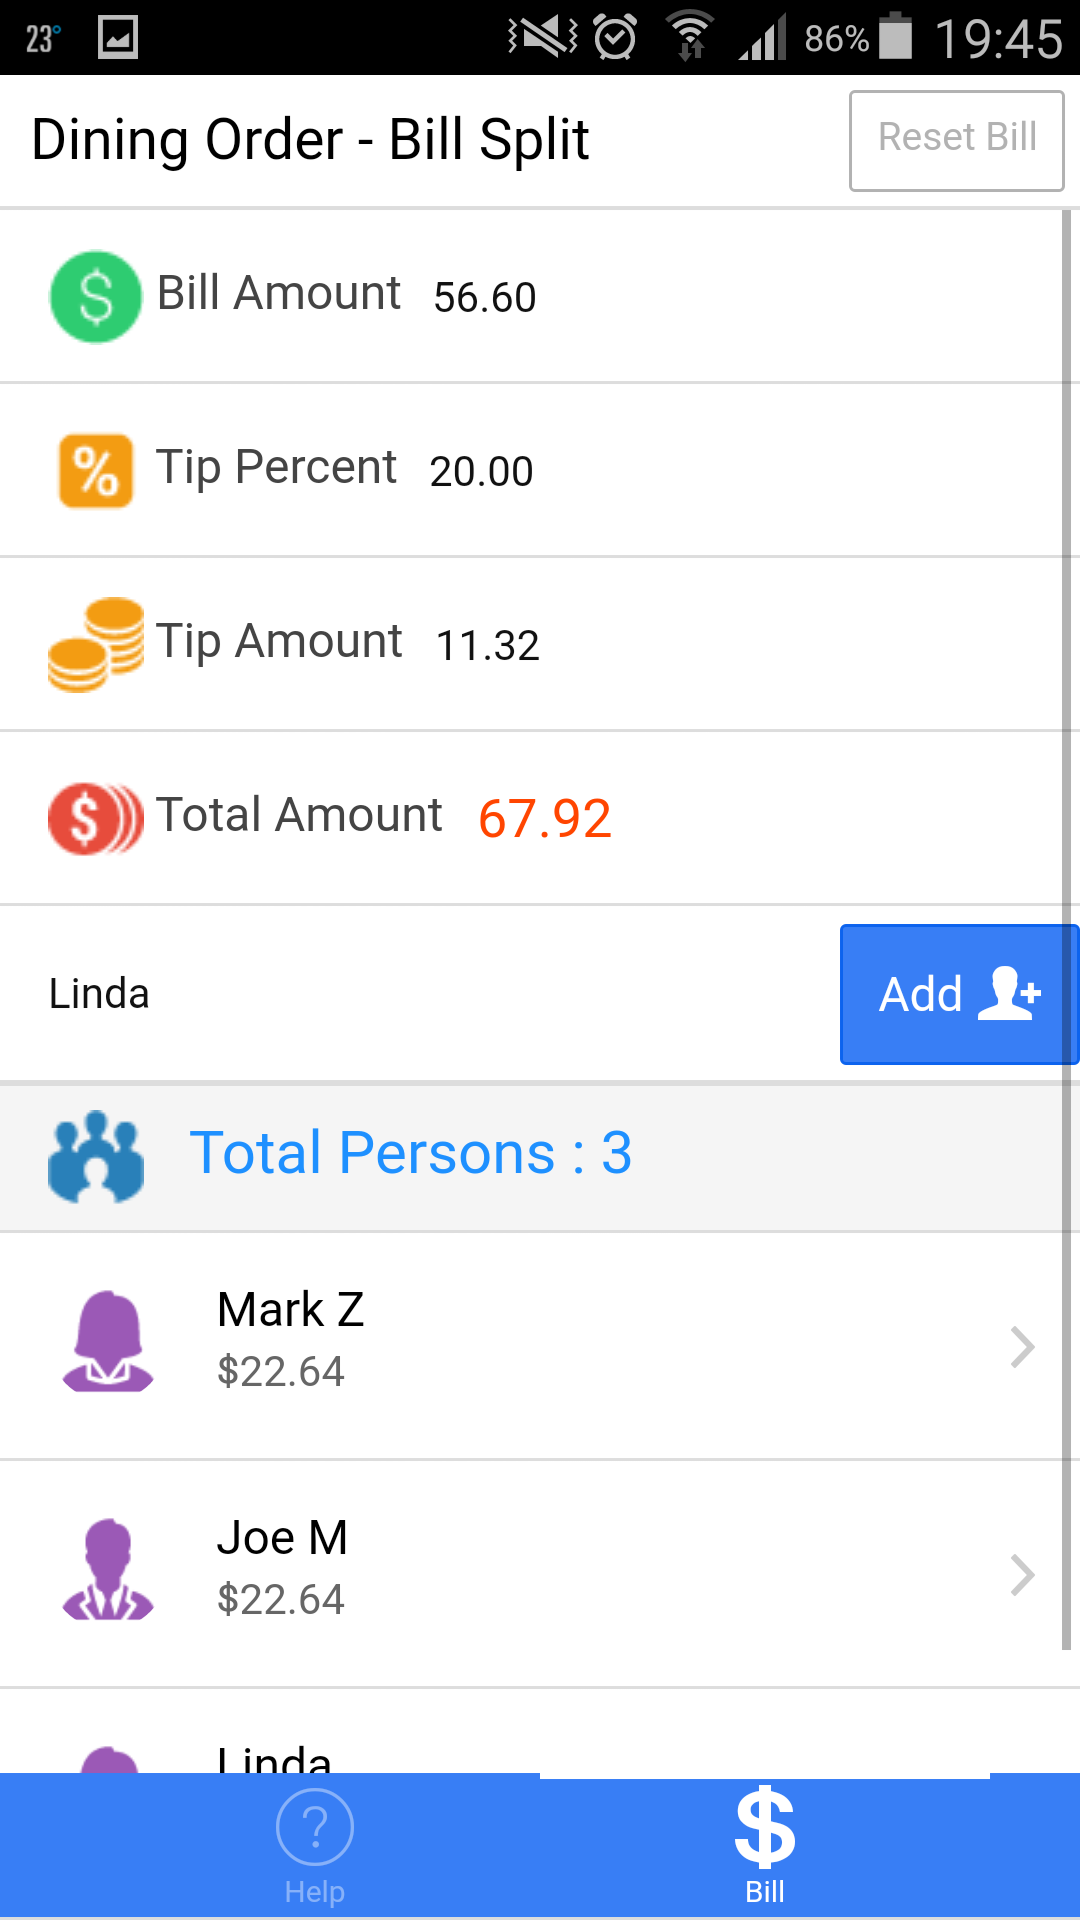 23° 86% 19:45
Dining Order - Bill Split Reset Bill
Bill Amount 56.60
Tip Percent 20.00
Tip Amount 11.32
Total Amount 67.92
Linda Add
Total Persons : 3
Mark Z
$22.64
Joe M
$22.64
Linda
Help Bill